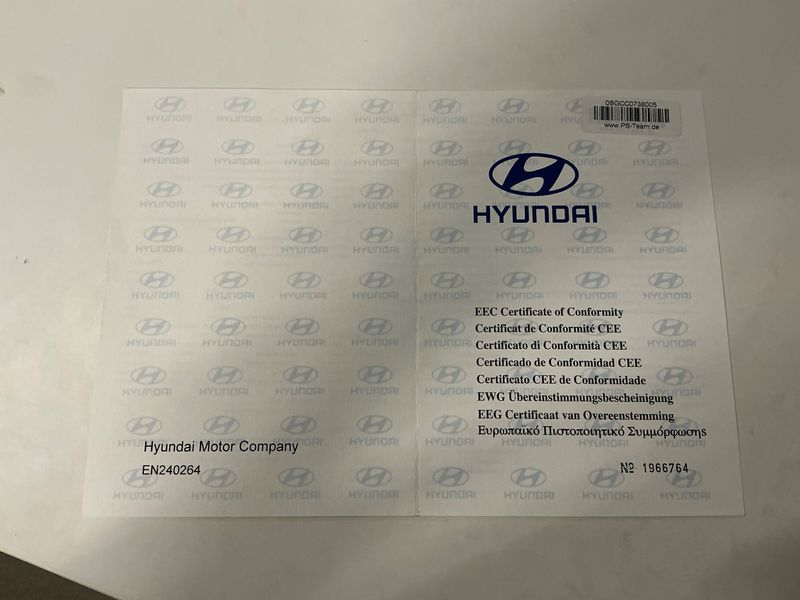 0SGCC0738005
www.PS-Team.de
HYUNDAI
EEC Certificate of Conformity
Certificat de Conformité CEE
Certificato di Conformità CEE
Certificado de Conformidad CEE
Certificato CEE de Conformidade
EWG Übereinstimmungsbescheinigung
EEG Certificaat van Overeenstemming
Ευρωπαϊκό Πιστοποιητικό Συμμόρφωσης
Nº 1966764
Hyundai Motor Company
EN240264